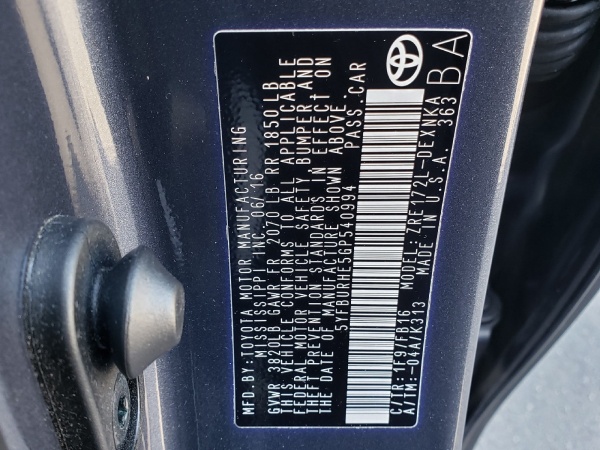 MFD.BY:TOYOTA MOTOR MANUFACTURING
MISSISSIPPI INC. 06/16
GVWR 3820LB GAWR FR 2070 LB RR 1850LB
THIS VEHICLE CONFORMS TO ALL APPLICABLE
FEDERAL MOTOR VEHICLE SAFETY, BUMPER AND
THEFT PREVENTION STANDARDS IN EFFECT ON
THE DATE OF MANUFACTURE SHOWN ABOVE.
5YFBURHE5GP540994 PASS.CAR
C/TR:1F9/FB16 MODEL:ZRE172L-DEXNKA
A/TM:-04A/K313 MADE IN U.S.A. 363
BA